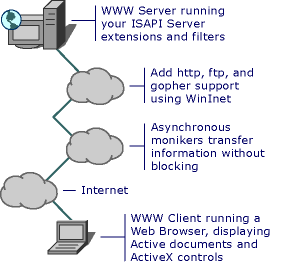 WWW Server running
your ISAPI Server
extensions and filters
Add http, ftp, and
gopher support
using WinInet
Asynchronous
monikers transfer
information without
blocking
Internet
WWW Client running a
Web Browser, displaying
Active documents and
ActiveX controls